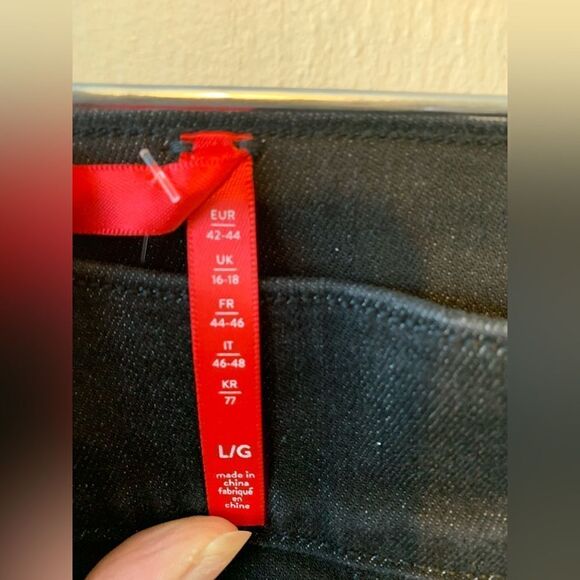 EUR
42-44
UK
16-18
FR
44-46
IT
46-48
KR
77
L/G
made in
china
fabriqué
en
chine